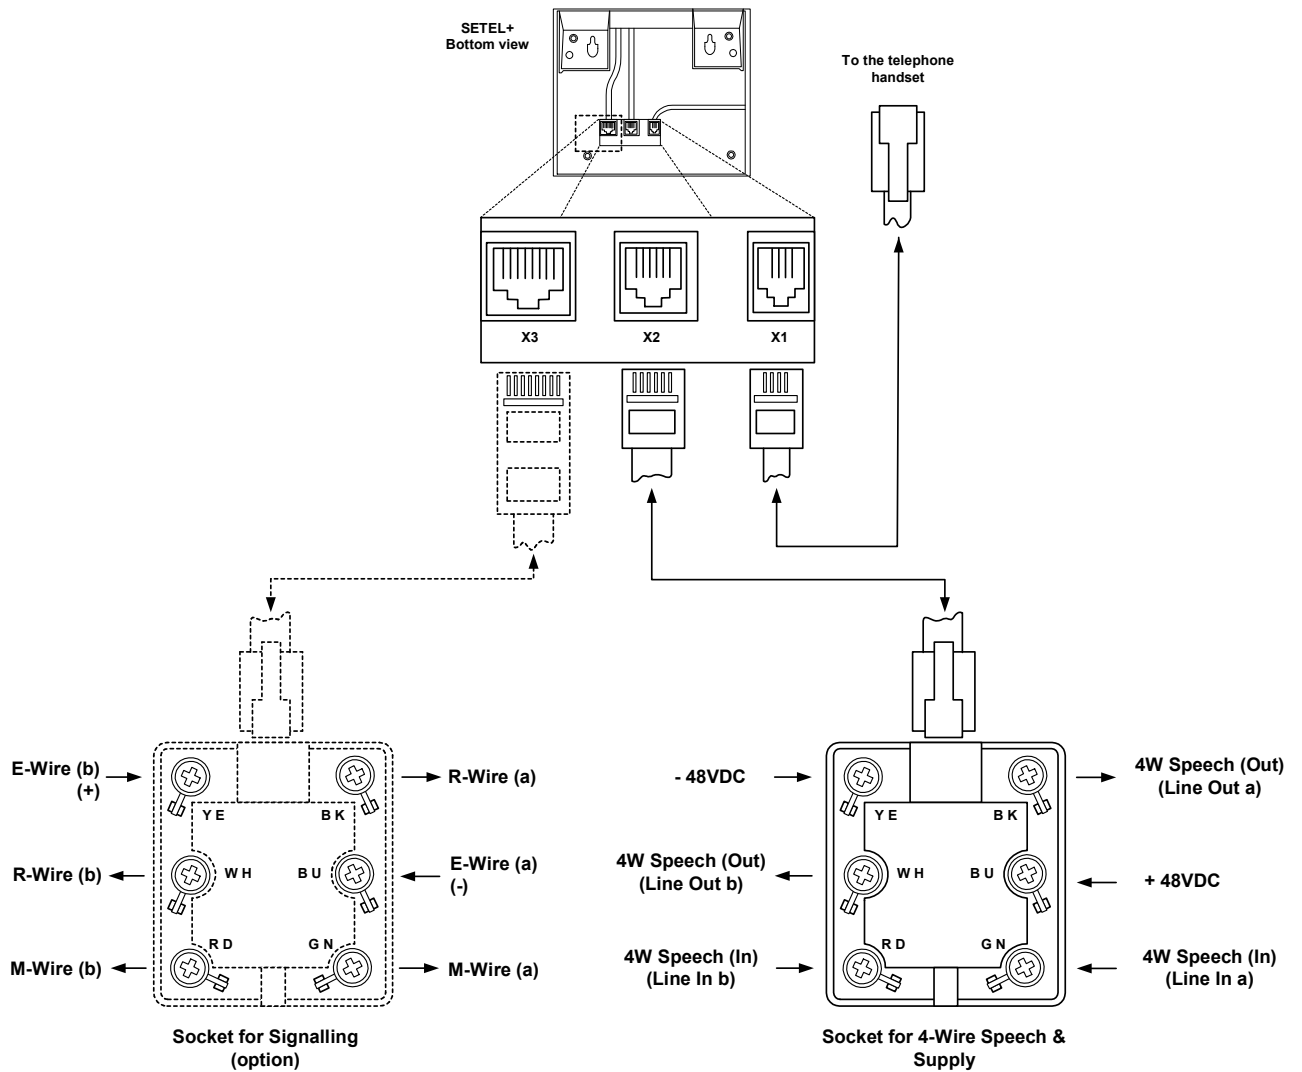 SETEL+
Bottom view
To the telephone
handset
X3
X2
X1
E-Wire (b)
(+)
R-Wire (a)
YE
BK
R-Wire (b)
WH
BU
E-Wire (a)
(-)
RD
GN
M-Wire (b)
M-Wire (a)
Socket for Signalling
(option)
- 48VDC
4W Speech (Out)
(Line Out a)
YE
BK
4W Speech (Out)
(Line Out b)
WH
BU
+ 48VDC
RD
GN
4W Speech (In)
(Line In b)
4W Speech (In)
(Line In a)
Socket for 4-Wire Speech &
Supply